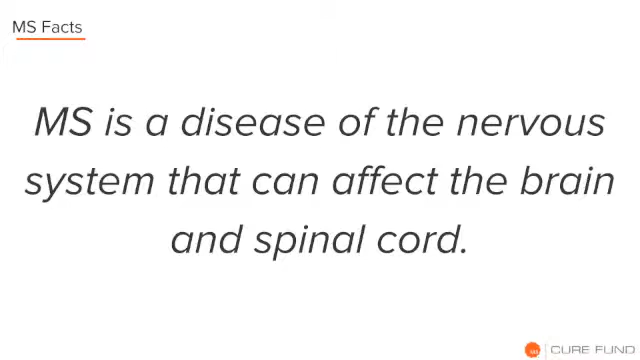 MS Facts
MS is a disease of the nervous
system that can affect the brain
and spinal cord.
CURE FUND